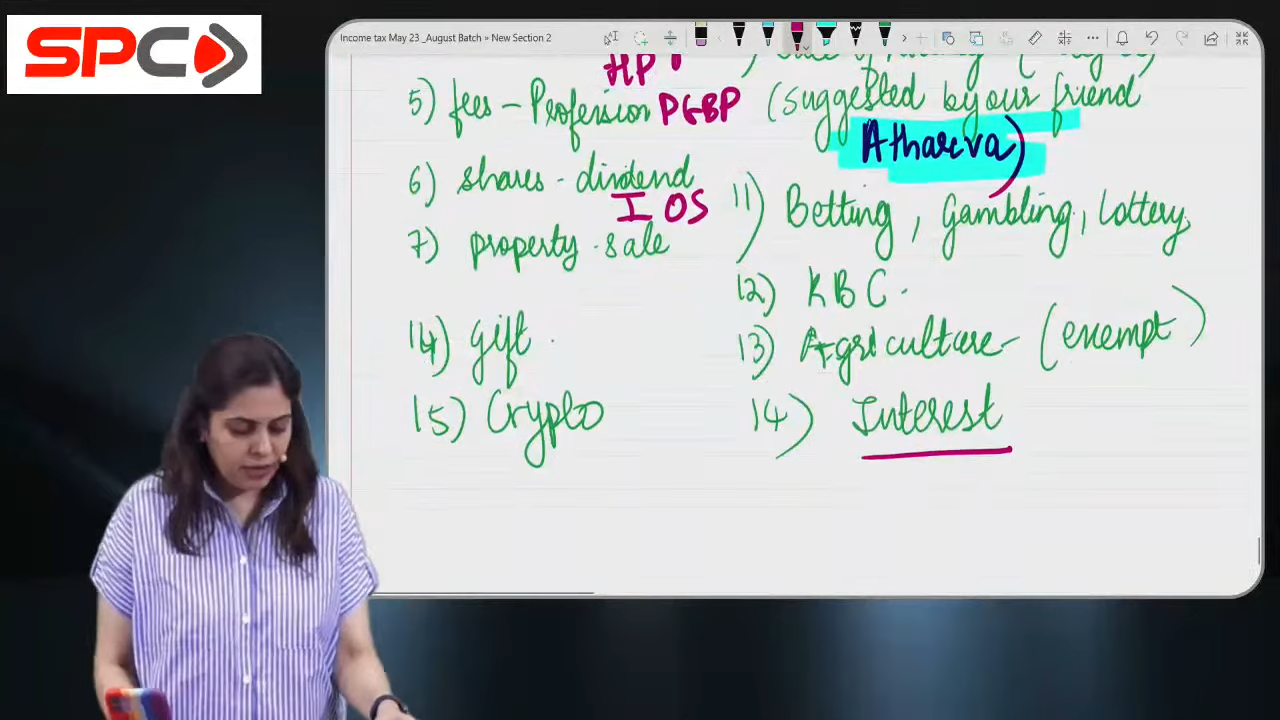 SPC
Income tax May 23 _August Batch » New Section 2
HP
5) fees - Profession PGBP
6) shares - dividend
I OS
7) property - sale
14) gift
15) Crypto
(suggested by our friend
Athareva)
11) Betting, Gambling, Lottery,
12) KBC.
13) Agriculture - (exempt)
14) Interest